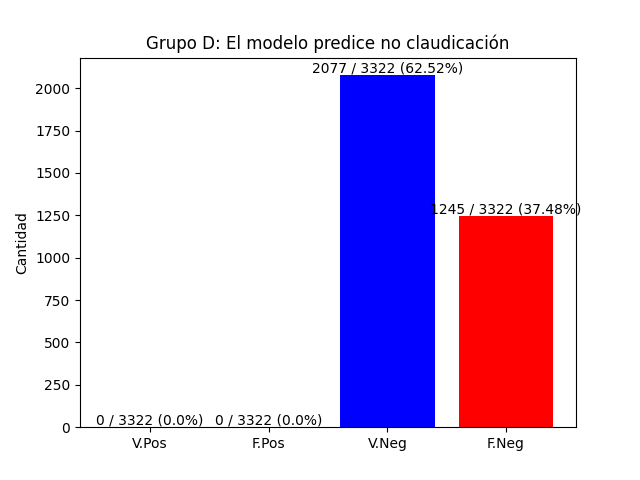 Grupo D: El modelo predice no claudicación
2077 / 3322 (62.52%)
2000
1750
1500
1250
1245 / 3322 (37.48%)
1000
750
500
250
0
Cantidad
0 / 3322 (0.0%)
0 / 3322 (0.0%)
V.Pos
F.Pos
V.Neg
F.Neg